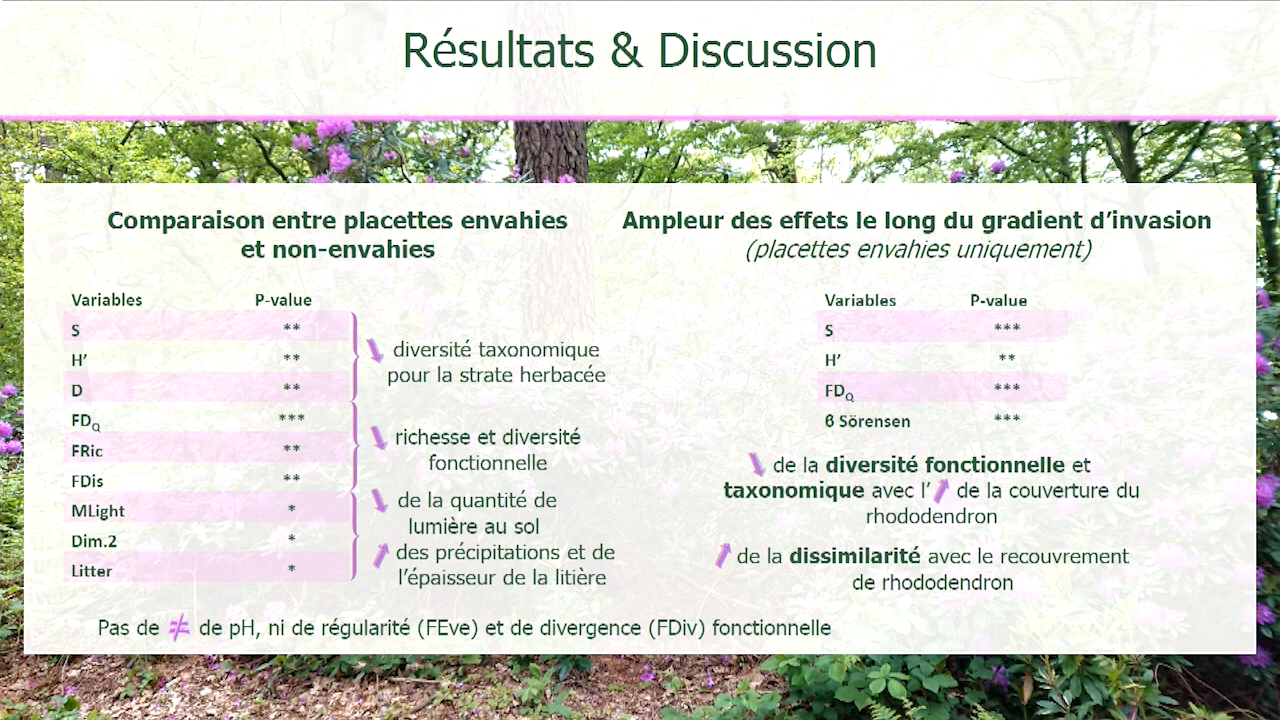 Résultats & Discussion
Comparaison entre placettes envahies
et non-envahies
Variables P-value
S **
H’ **
D **
FDQ ***
FRic **
FDis **
MLight *
Dim.2 *
Litter *
diversité taxonomique
pour la strate herbacée
richesse et diversité
fonctionnelle
de la quantité de
lumière au sol
des précipitations et de
l’épaisseur de la litière
Ampleur des effets le long du gradient d’invasion
(placettes envahies uniquement)
Variables P-value
S ***
H’ **
FDQ ***
β Sörensen ***
de la diversité fonctionnelle et
taxonomique avec l’ de la couverture du
rhododendron
de la dissimilarité avec le recouvrement
de rhododendron
Pas de ≠ de pH, ni de régularité (FEve) et de divergence (FDiv) fonctionnelle